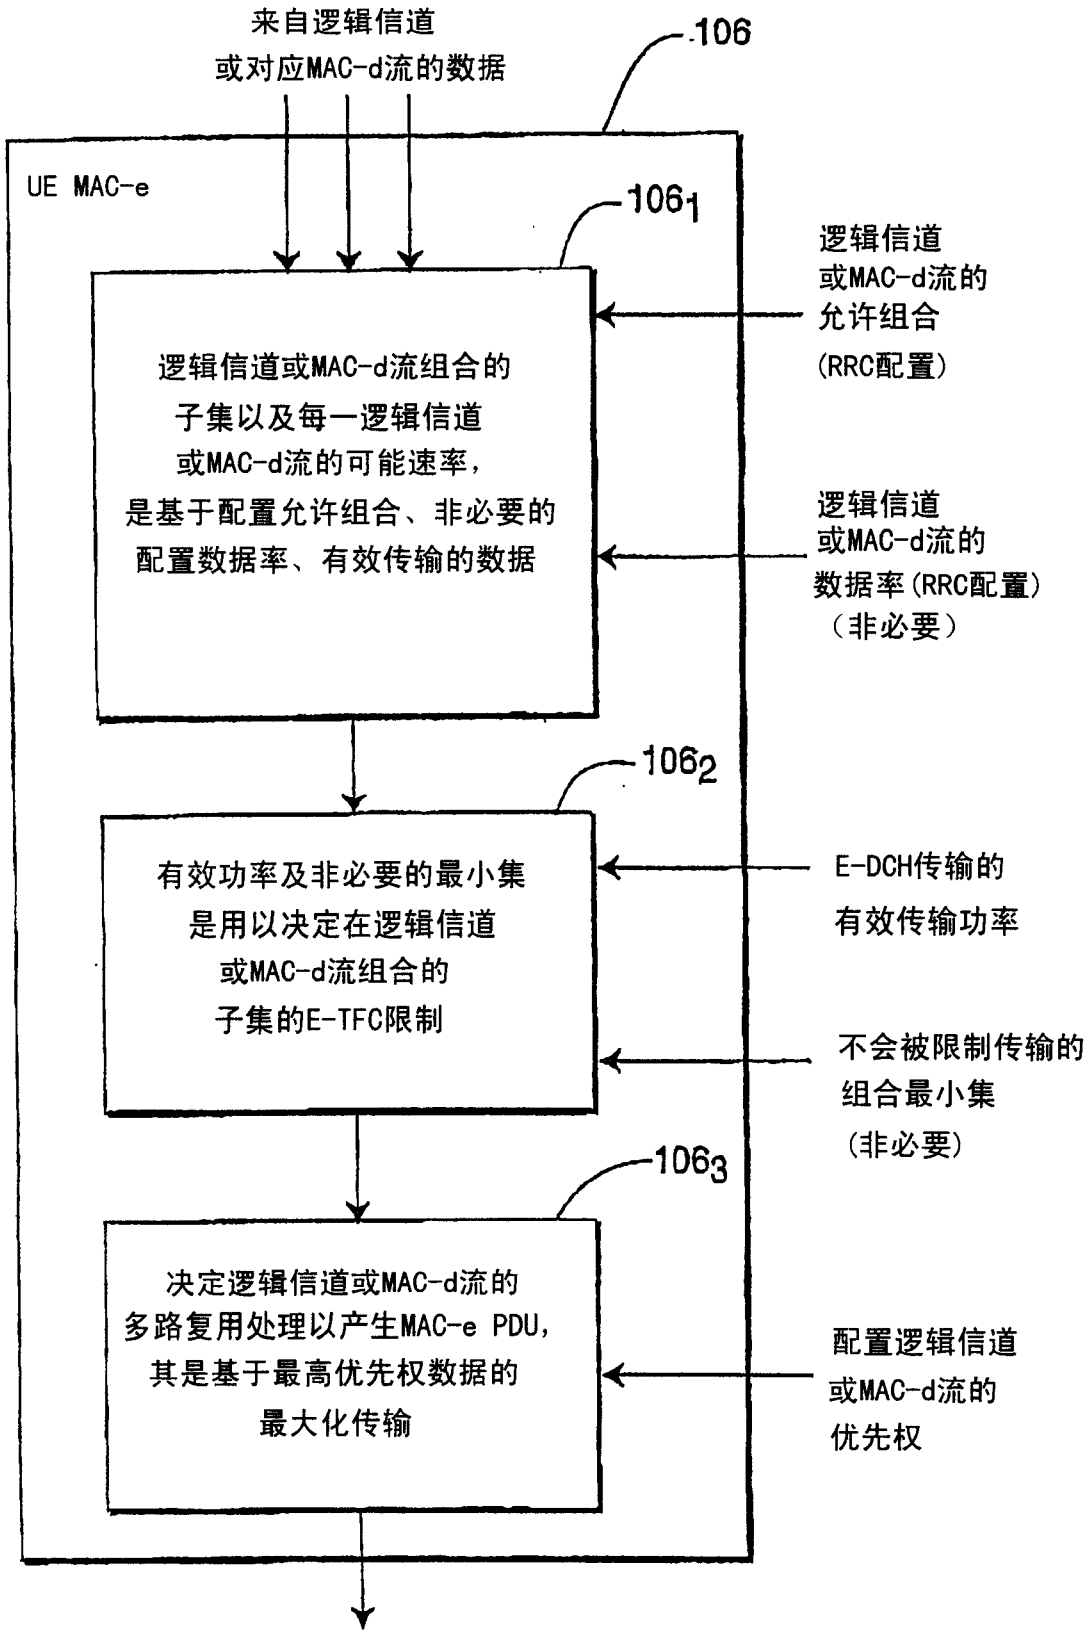 来自逻辑信道
或对应MAC-d流的数据
106
UE MAC-e
106₁
逻辑信道
或MAC-d流的
允许组合
(RRC配置)
逻辑信道或MAC-d流组合的
子集以及每一逻辑信道
或MAC-d流的可能速率，
是基于配置允许组合、非必要的
配置数据率、有效传输的数据
逻辑信道
或MAC-d流的
数据率(RRC配置)
（非必要）
106₂
有效功率及非必要的最小集
是用以决定在逻辑信道
或MAC-d流组合的
子集的E-TFC限制
E-DCH传输的
有效传输功率
不会被限制传输的
组合最小集
(非必要)
106₃
决定逻辑信道或MAC-d流的
多路复用处理以产生MAC-e PDU，
其是基于最高优先权数据的
最大化传输
配置逻辑信道
或MAC-d流的
优先权